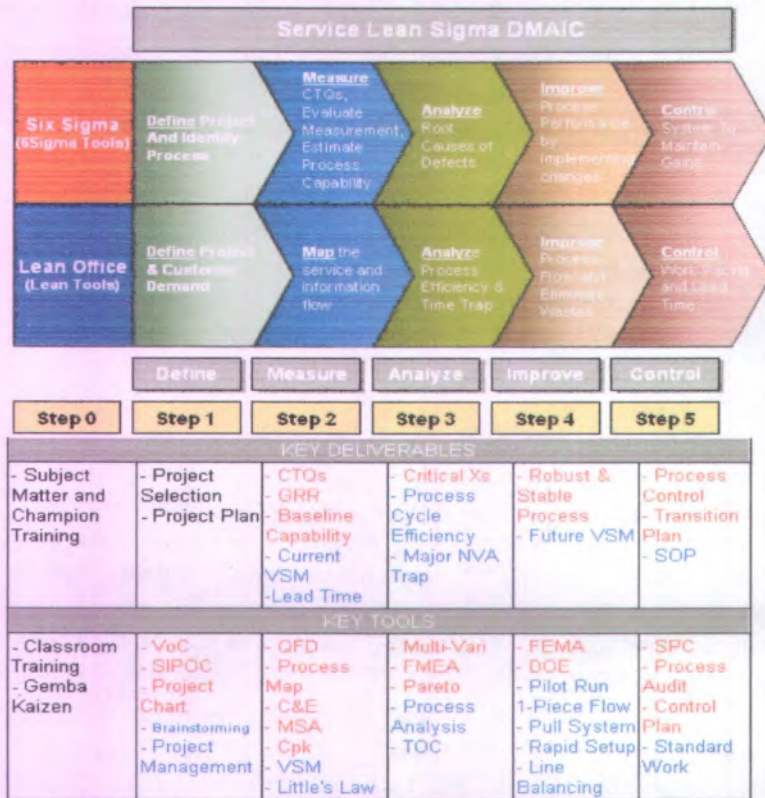 Service Lean Sigma DMAIC
Six Sigma
(6Sigma Tools)
Define Project
And Identify
Process
Measure
CTQs,
Evaluate
Measurement,
Estimate
Process
Capability
Analyze
Root
Causes of
Defects
Improve
Process
Performance
by
implementing
changes
Control
System To
Maintain
Gains
Lean Office
(Lean Tools)
Define Project
& Customer
Demand
Map the
service and
information
flow
Analyze
Process
Efficiency &
Time Trap
Improve
Process
Flow and
Eliminate
Wastes
Control
Work Pacing
and Lead
Time
Define
Measure
Analyze
Improve
Control
Step 0
Step 1
Step 2
Step 3
Step 4
Step 5
KEY DELIVERABLES
- Subject
Matter and
Champion
Training
- Project
Selection
- Project Plan
- CTQs
- GRR
- Baseline
Capability
- Current
VSM
-Lead Time
- Critical Xs
- Process
Cycle
Efficiency
- Major NVA
Trap
- Robust &
Stable
Process
- Future VSM
- Process
Control
- Transition
Plan
- SOP
KEY TOOLS
- Classroom
Training
- Gemba
Kaizen
- VoC
- SIPOC
- Project
Chart
- Brainstorming
- Project
Management
- QFD
- Process
Map
- C&E
- MSA
- Cpk
- VSM
- Little's Law
- Multi-Vari
- FMEA
- Pareto
- Process
Analysis
- TOC
- FEMA
- DOE
- Pilot Run
1-Piece Flow
- Pull System
- Rapid Setup
- Line
Balancing
- SPC
- Process
Audit
- Control
Plan
- Standard
Work